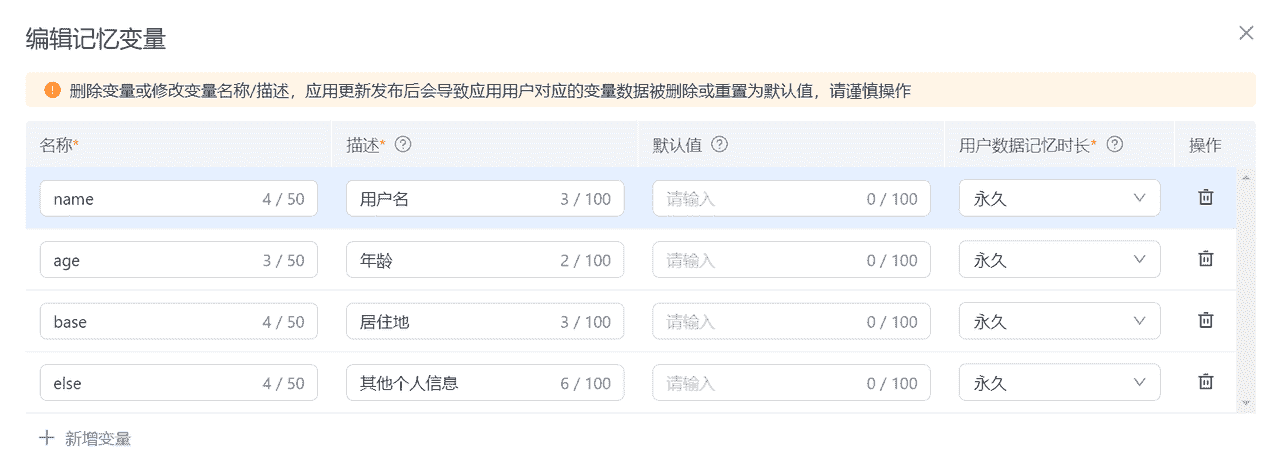 编辑记忆变量
删除变量或修改变量名称/描述，应用更新发布后会导致应用用户对应的变量数据被删除或重置为默认值，请谨慎操作
名称* 描述* 默认值 用户数据记忆时长* 操作
name 4 / 50 用户名 3 / 100 请输入 0 / 100 永久
age 3 / 50 年龄 2 / 100 请输入 0 / 100 永久
base 4 / 50 居住地 3 / 100 请输入 0 / 100 永久
else 4 / 50 其他个人信息 6 / 100 请输入 0 / 100 永久
新增变量